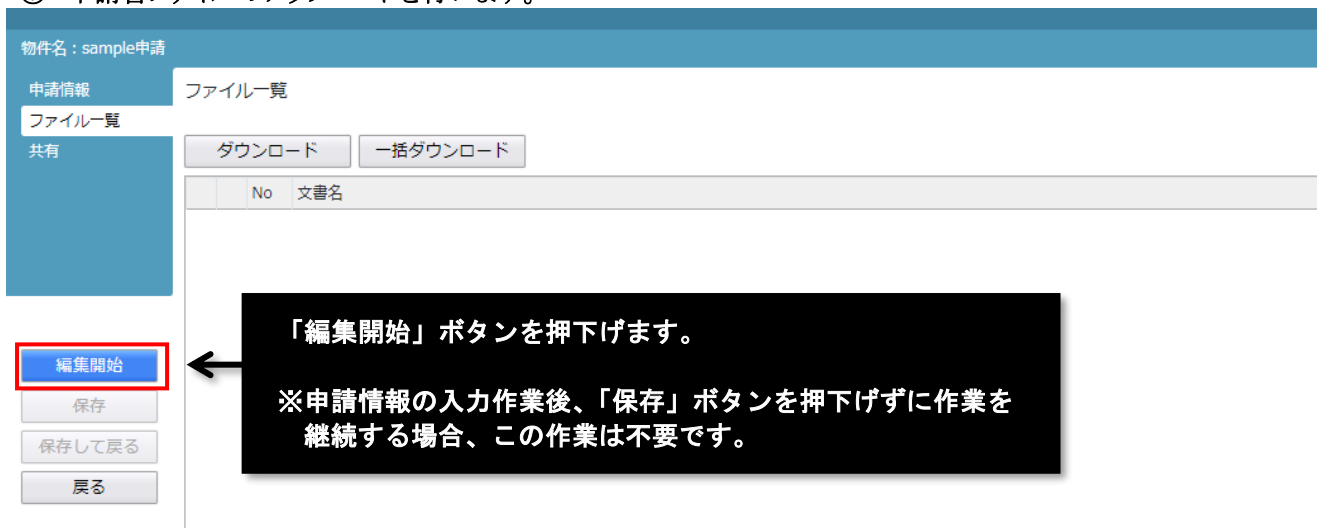 物件名：sample申請
申請情報
ファイル一覧
共有
ファイル一覧
ダウンロード 一括ダウンロード
No 文書名
「編集開始」ボタンを押下げます。
※申請情報の入力作業後、「保存」ボタンを押下げずに作業を
継続する場合、この作業は不要です。
編集開始
保存
保存して戻る
戻る